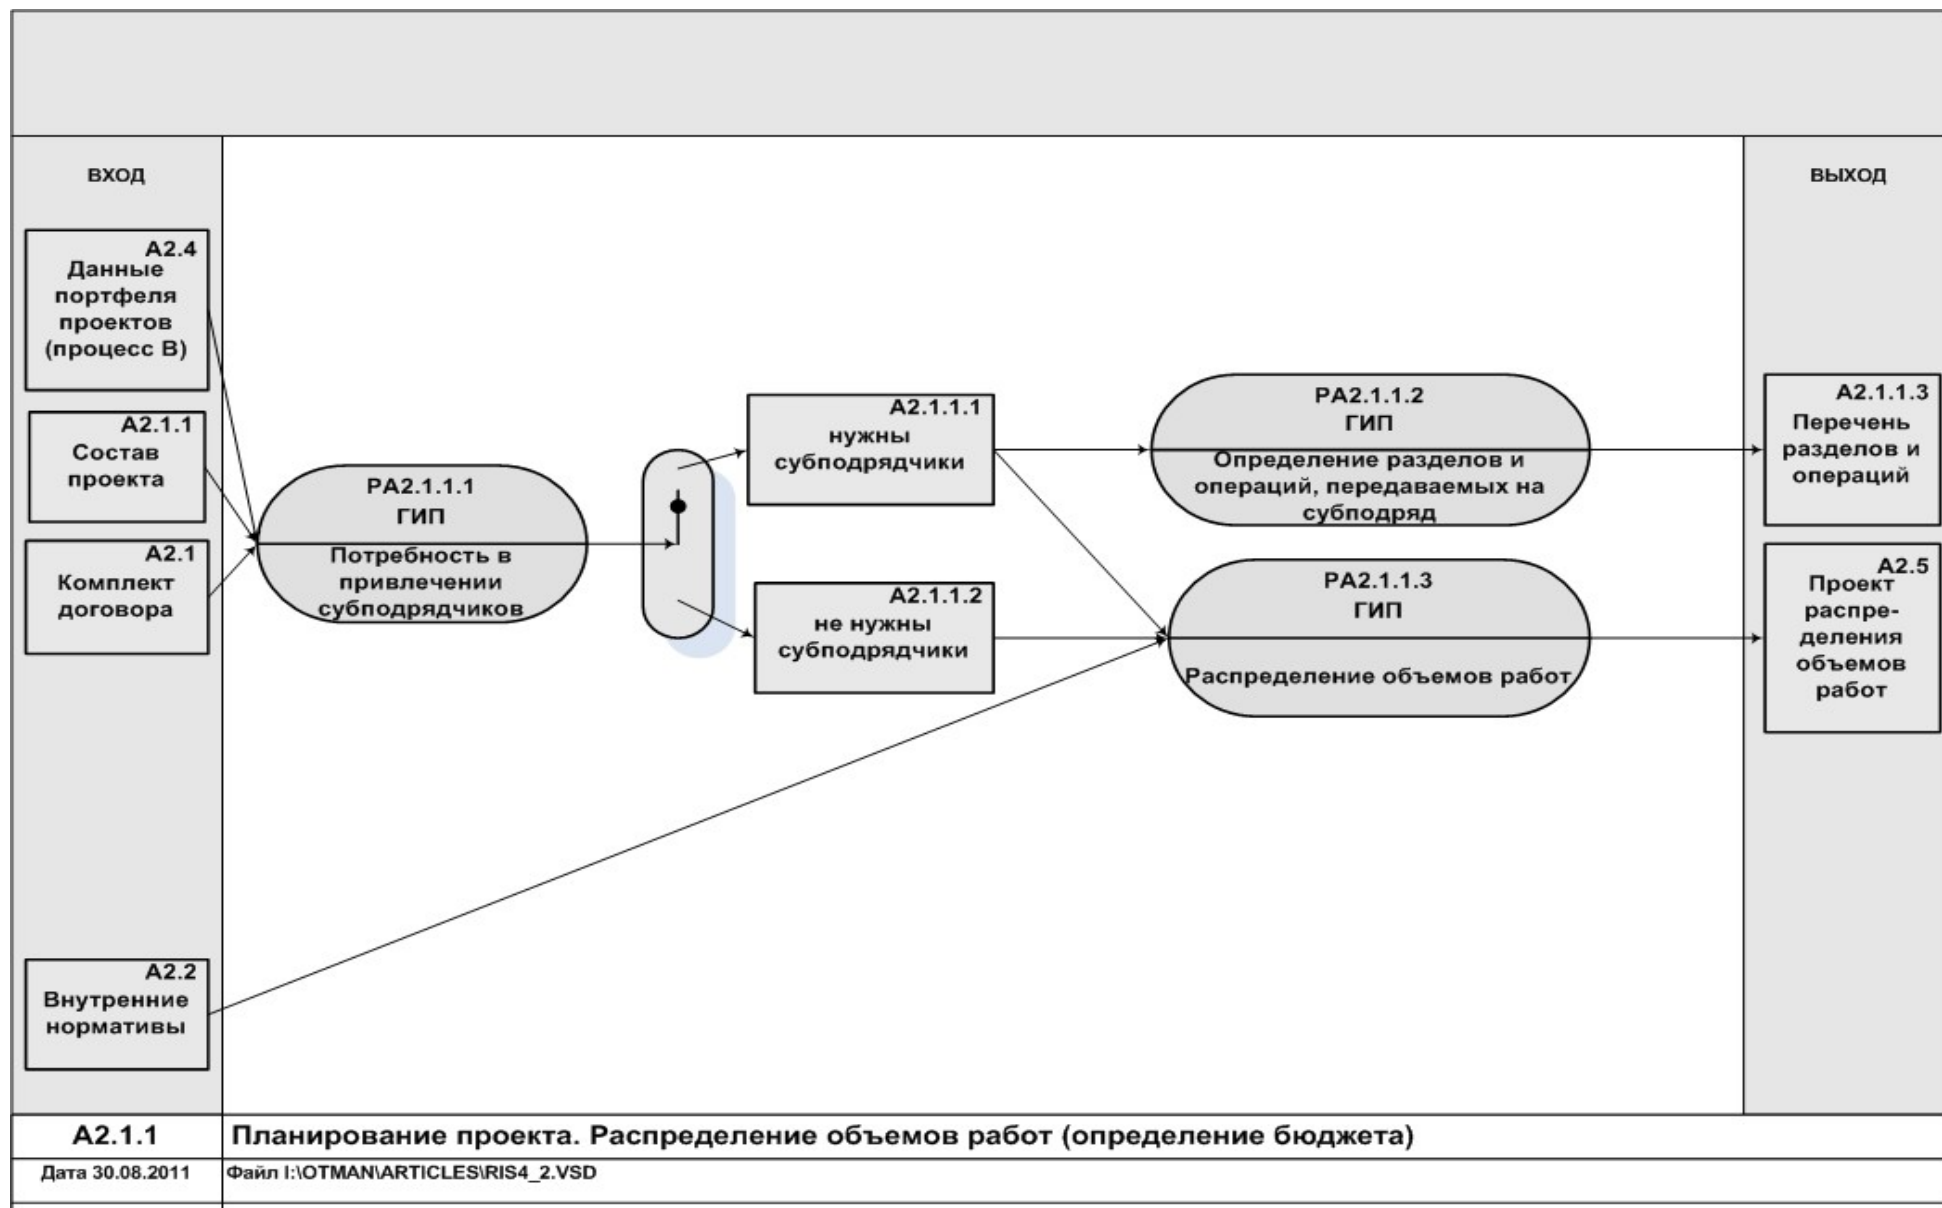 ВХОД
ВЫХОД
А2.4
Данные
портфеля
проектов
(процесс В)
А2.1.1
Состав
проекта
А2.1
Комплект
договора
РА2.1.1.1
ГИП
Потребность в
привлечении
субподрядчиков
А2.1.1.1
нужны
субподрядчики
А2.1.1.2
не нужны
субподрядчики
РА2.1.1.2
ГИП
Определение разделов и
операций, передаваемых на
субподряд
РА2.1.1.3
ГИП
Распределение объемов работ
А2.1.1.3
Перечень
разделов и
операций
А2.5
Проект
распре-
деления
объемов
работ
А2.2
Внутренние
нормативы
А2.1.1
Планирование проекта. Распределение объемов работ (определение бюджета)
Дата 30.08.2011
Файл I:\OTMAN\ARTICLES\RIS4_2.VSD